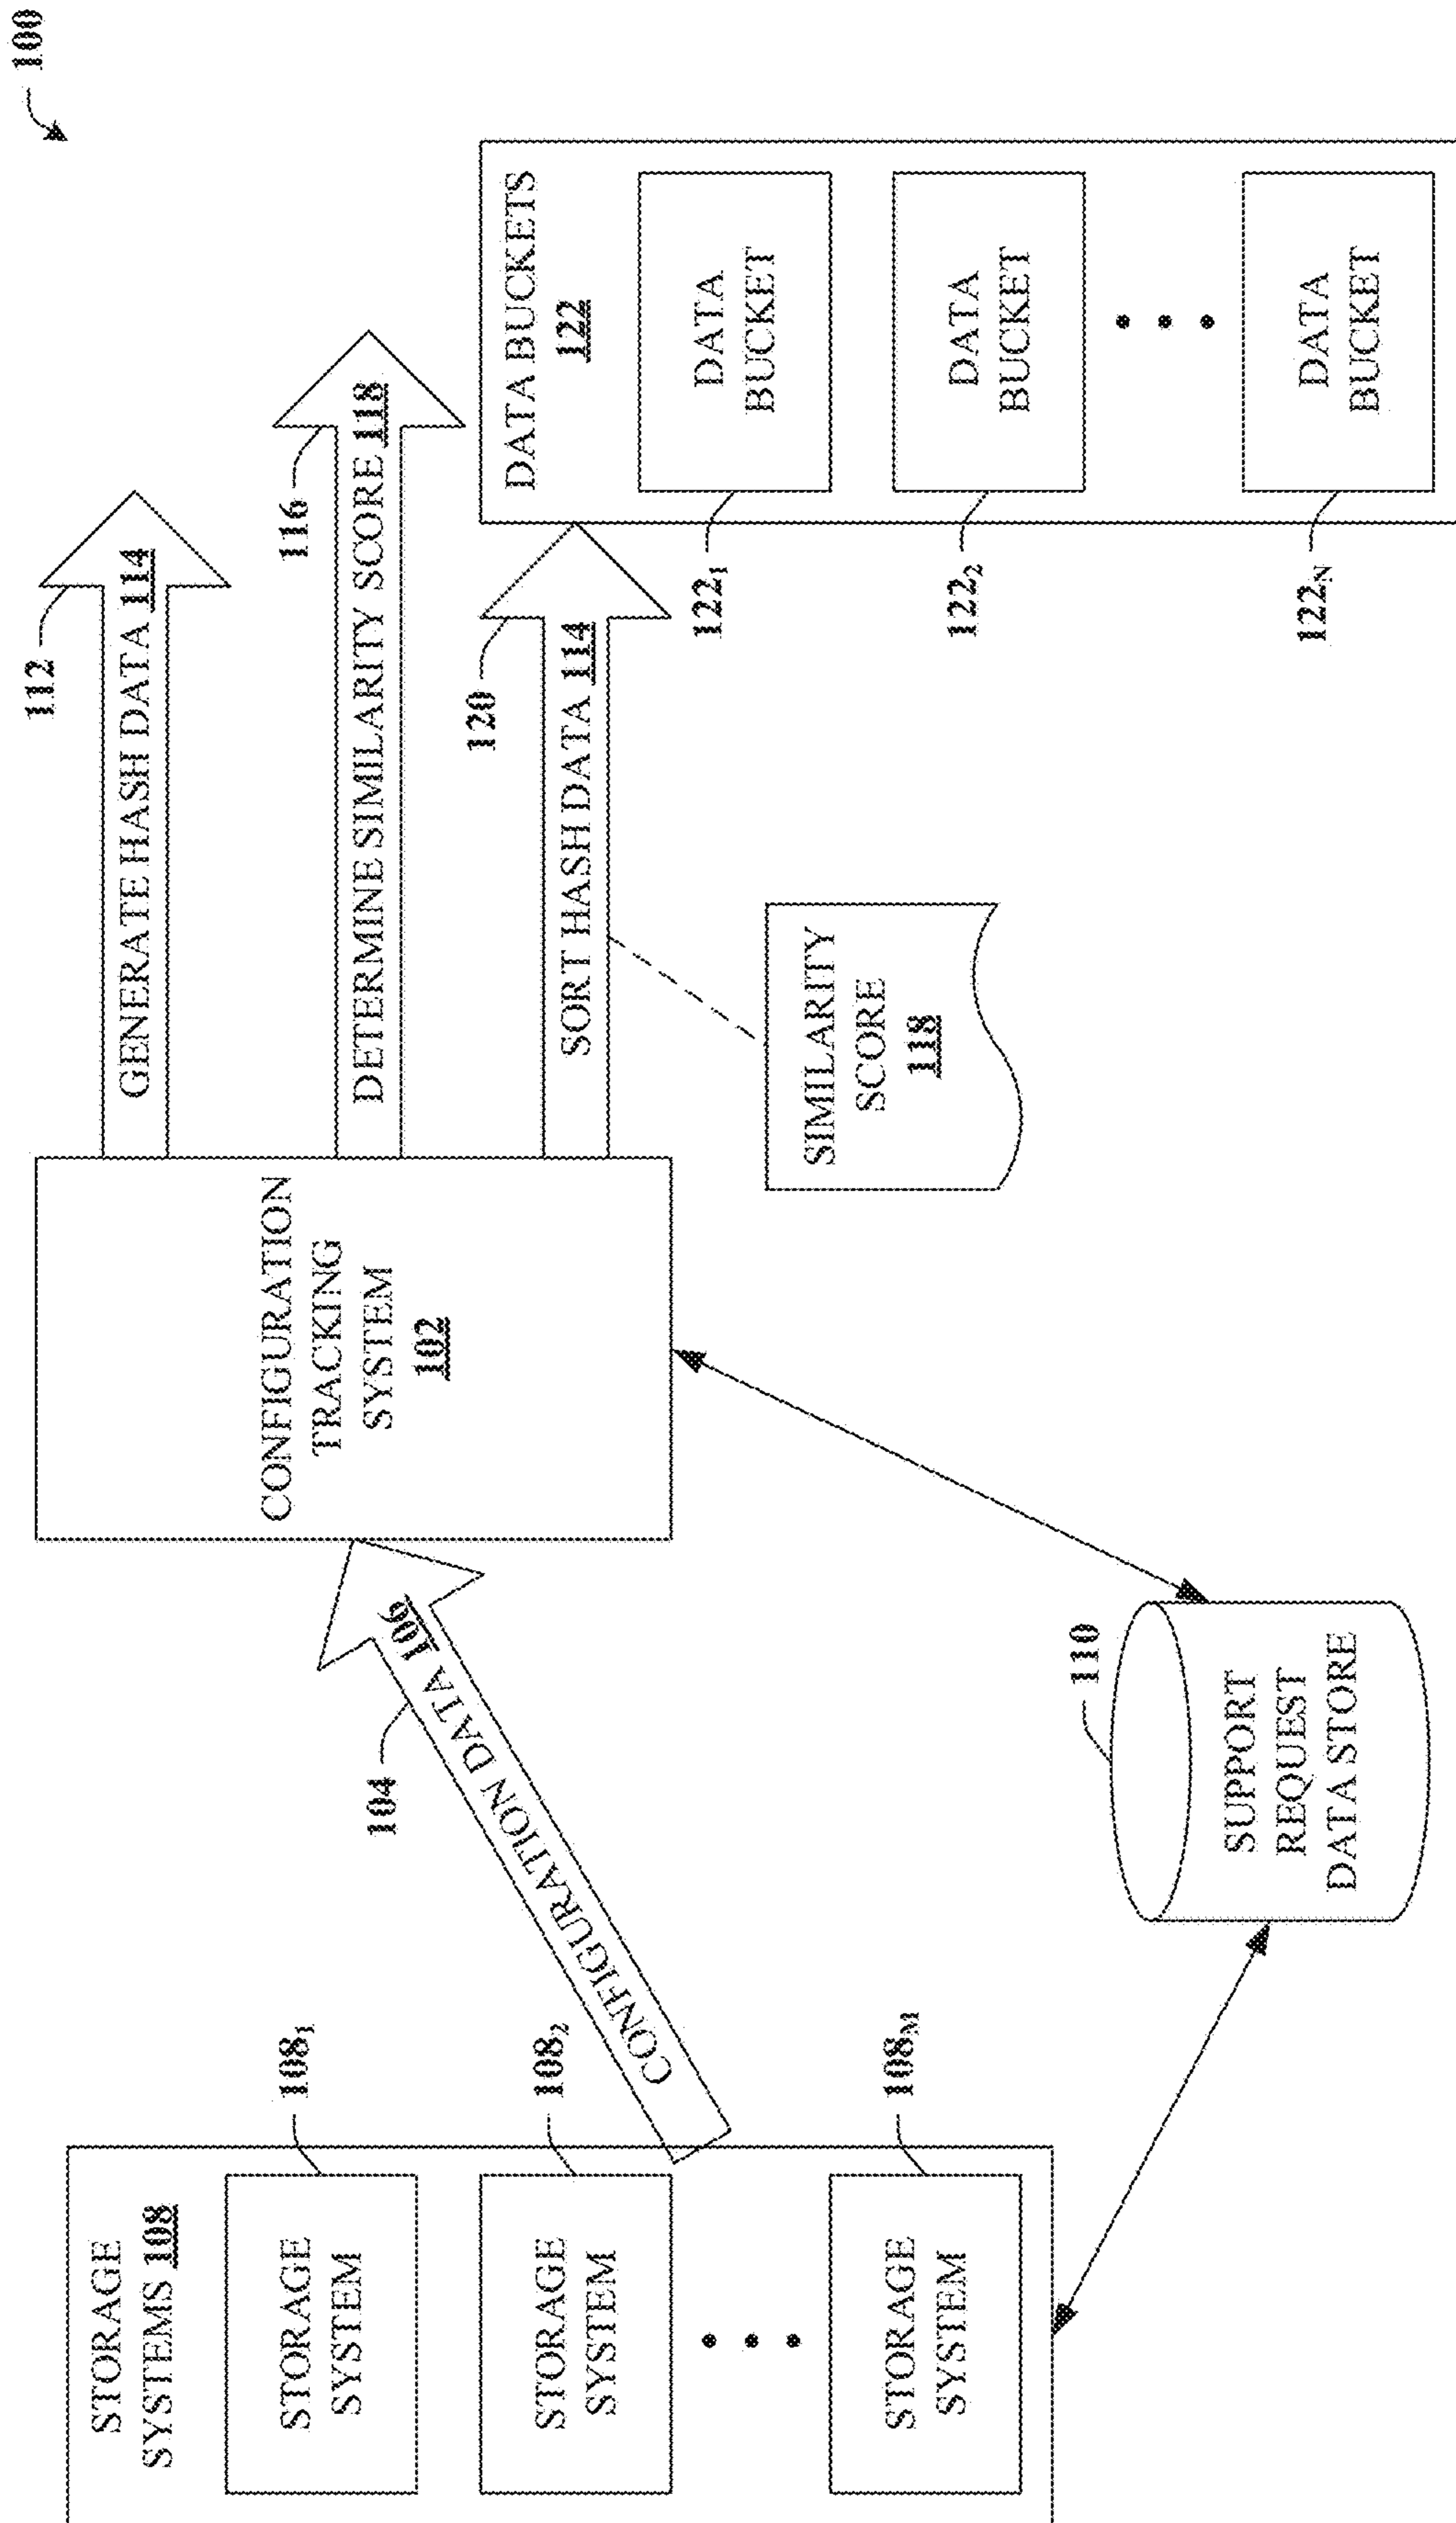 100
STORAGE
SYSTEMS 108
STORAGE
SYSTEM
108₁
STORAGE
SYSTEM
108₂
STORAGE
SYSTEM
108M
104
CONFIGURATION DATA 106
110
SUPPORT
REQUEST
DATA STORE
CONFIGURATION
TRACKING
SYSTEM
102
112
GENERATE HASH DATA 114
116
DETERMINE SIMILARITY SCORE 118
120
SORT HASH DATA 114
SIMILARITY
SCORE
118
DATA BUCKETS
122
DATA
BUCKET
122₁
DATA
BUCKET
122₂
DATA
BUCKET
122N